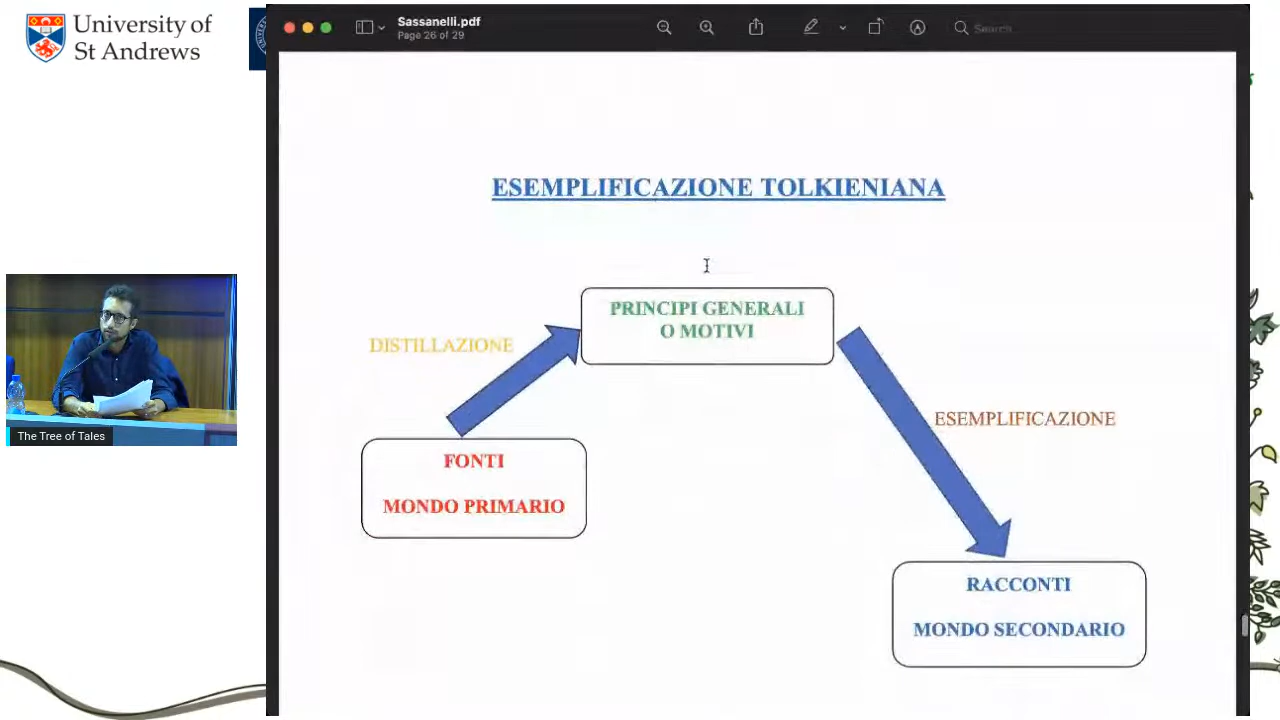 University of
St Andrews
Sassanelli.pdf
Page 26 of 29
Search
ESEMPLIFICAZIONE TOLKIENIANA
PRINCIPI GENERALI
O MOTIVI
DISTILLAZIONE
ESEMPLIFICAZIONE
FONTI
MONDO PRIMARIO
The Tree of Tales
RACCONTI
MONDO SECONDARIO